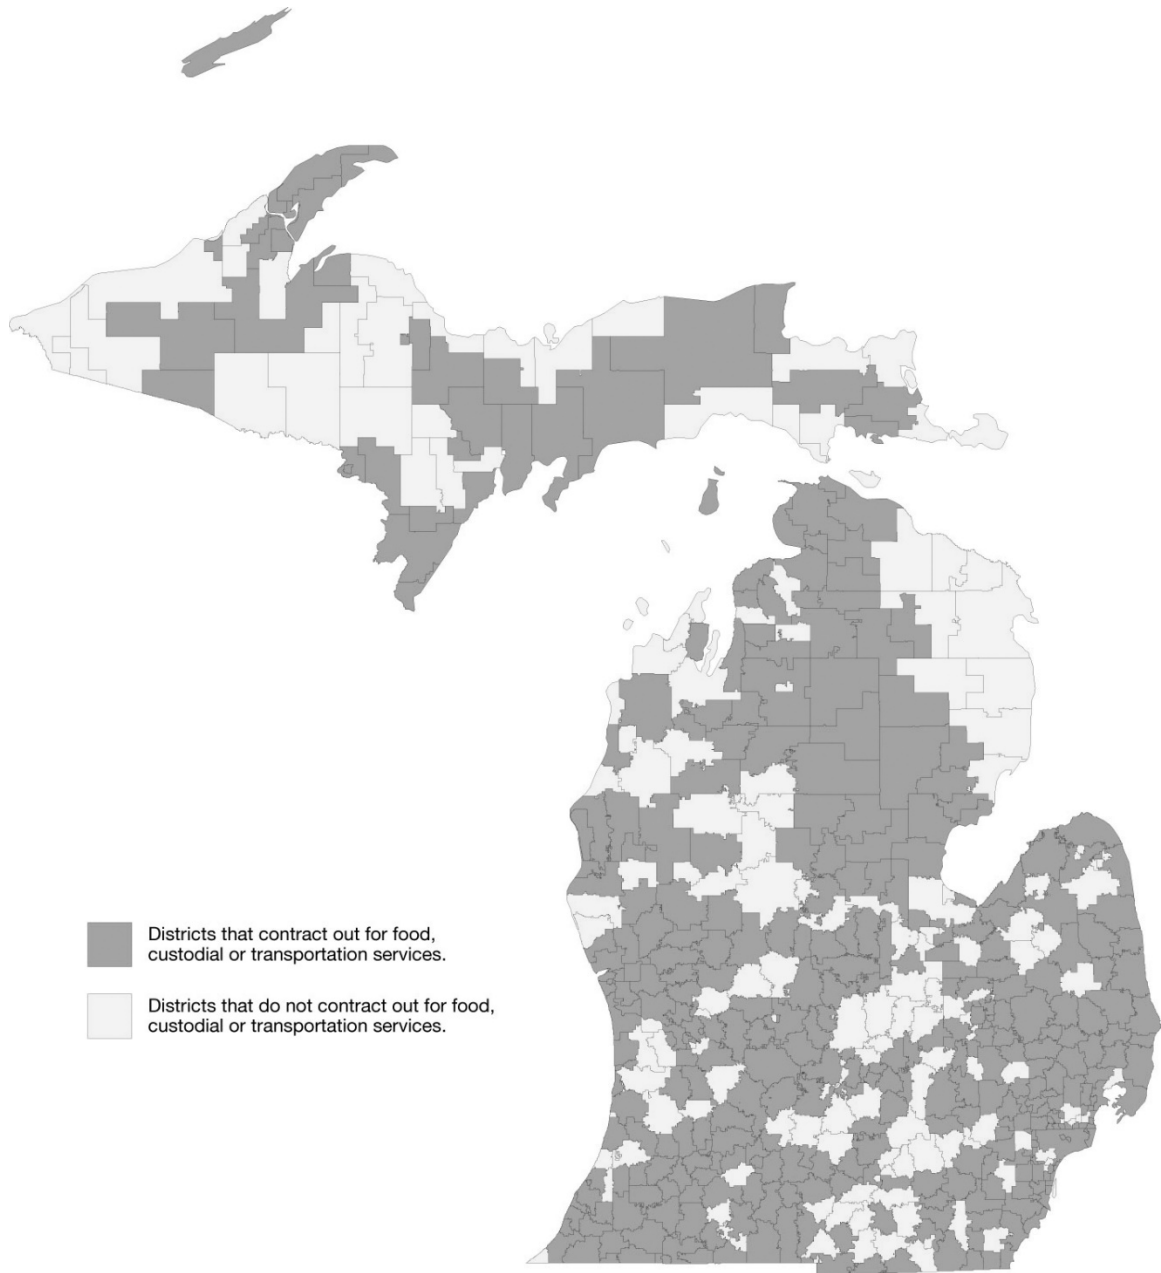 Districts that contract out for food,
custodial or transportation services.
Districts that do not contract out for food,
custodial or transportation services.